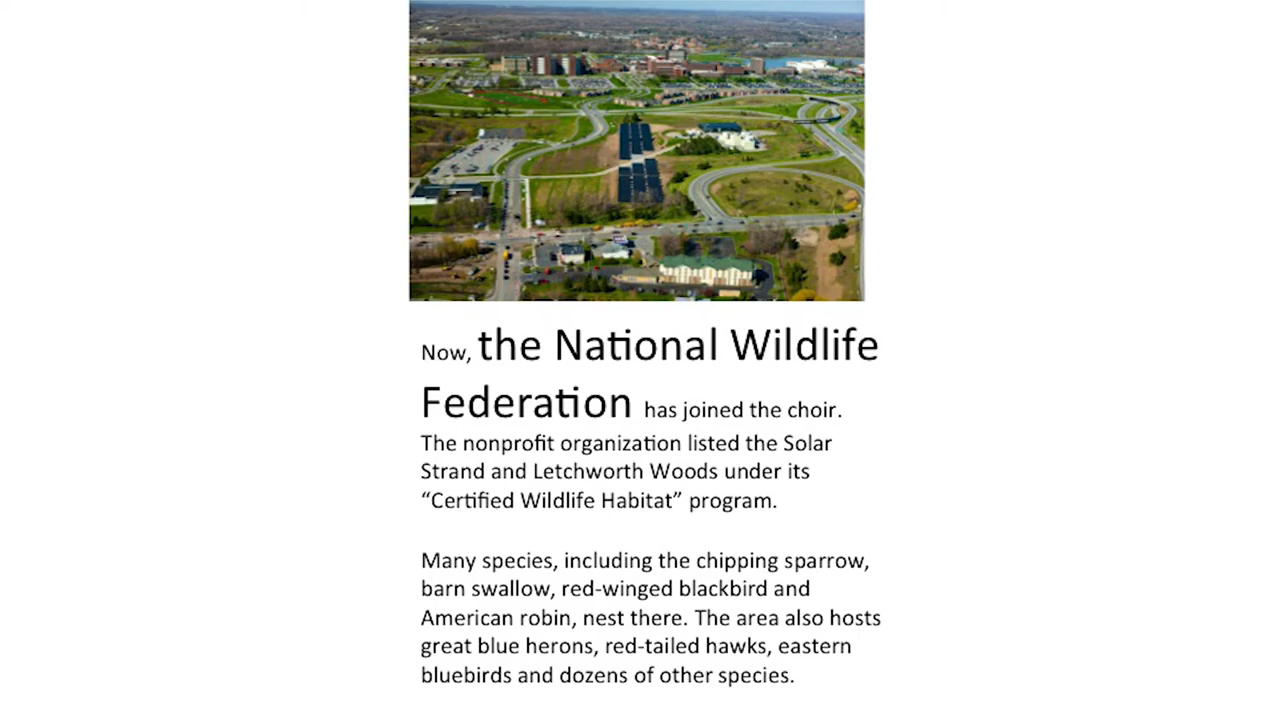 Now, the National Wildlife
Federation has joined the choir.
The nonprofit organization listed the Solar
Strand and Letchworth Woods under its
“Certified Wildlife Habitat” program.
Many species, including the chipping sparrow,
barn swallow, red-winged blackbird and
American robin, nest there. The area also hosts
great blue herons, red-tailed hawks, eastern
bluebirds and dozens of other species.